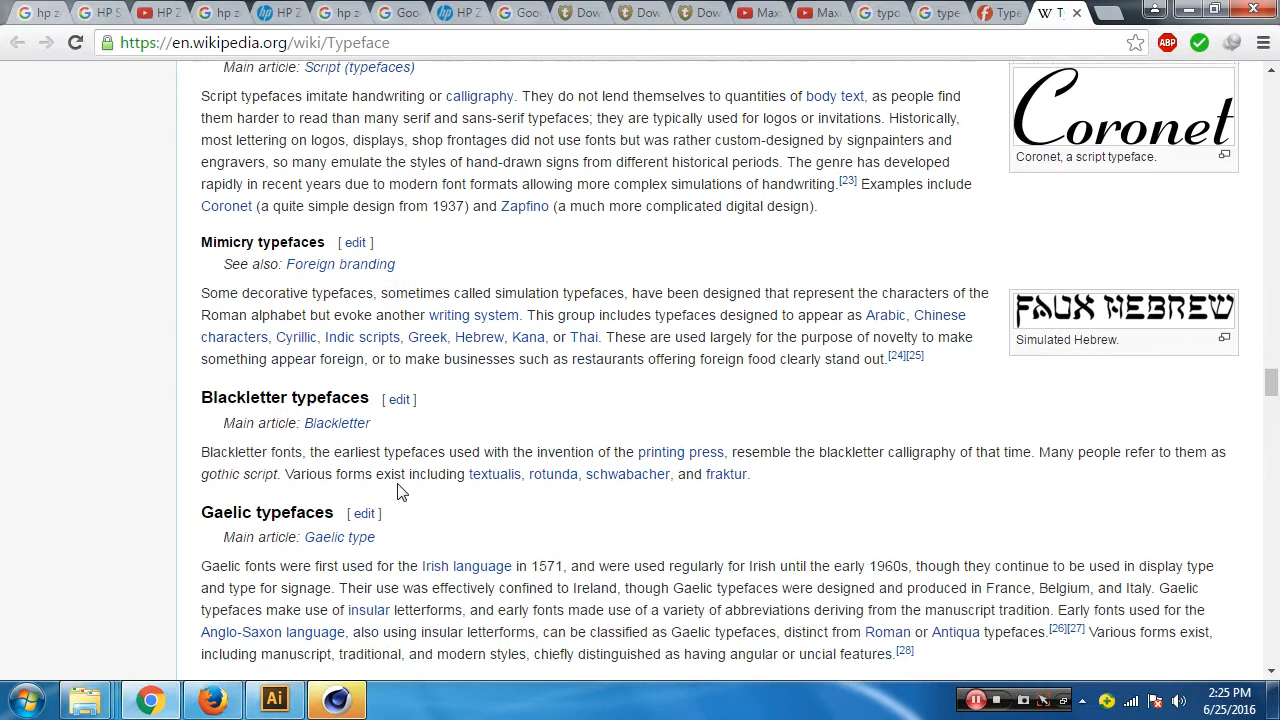 hp z
HP S
HP Z
hp z
HP Z
hp z
Goo
HP Z
Goo
Dow
Dow
Dow
Max
Max
typo
type
Type
https://en.wikipedia.org/wiki/Typeface
ABP
Main article: Script (typefaces)
Script typefaces imitate handwriting or calligraphy. They do not lend themselves to quantities of body text, as people find
them harder to read than many serif and sans-serif typefaces; they are typically used for logos or invitations. Historically,
most lettering on logos, displays, shop frontages did not use fonts but was rather custom-designed by signpainters and
engravers, so many emulate the styles of hand-drawn signs from different historical periods. The genre has developed
rapidly in recent years due to modern font formats allowing more complex simulations of handwriting.[23] Examples include
Coronet (a quite simple design from 1937) and Zapfino (a much more complicated digital design).
Coronet
Coronet, a script typeface.
Mimicry typefaces [ edit ]
See also: Foreign branding
Some decorative typefaces, sometimes called simulation typefaces, have been designed that represent the characters of the
Roman alphabet but evoke another writing system. This group includes typefaces designed to appear as Arabic, Chinese
characters, Cyrillic, Indic scripts, Greek, Hebrew, Kana, or Thai. These are used largely for the purpose of novelty to make
something appear foreign, or to make businesses such as restaurants offering foreign food clearly stand out.[24][25]
FAUX HEBREW
Simulated Hebrew.
Blackletter typefaces [ edit ]
Main article: Blackletter
Blackletter fonts, the earliest typefaces used with the invention of the printing press, resemble the blackletter calligraphy of that time. Many people refer to them as
gothic script. Various forms exist including textualis, rotunda, schwabacher, and fraktur.
Gaelic typefaces [ edit ]
Main article: Gaelic type
Gaelic fonts were first used for the Irish language in 1571, and were used regularly for Irish until the early 1960s, though they continue to be used in display type
and type for signage. Their use was effectively confined to Ireland, though Gaelic typefaces were designed and produced in France, Belgium, and Italy. Gaelic
typefaces make use of insular letterforms, and early fonts made use of a variety of abbreviations deriving from the manuscript tradition. Early fonts used for the
Anglo-Saxon language, also using insular letterforms, can be classified as Gaelic typefaces, distinct from Roman or Antiqua typefaces.[26][27] Various forms exist,
including manuscript, traditional, and modern styles, chiefly distinguished as having angular or uncial features.[28]
Ai
2:25 PM
6/25/2016